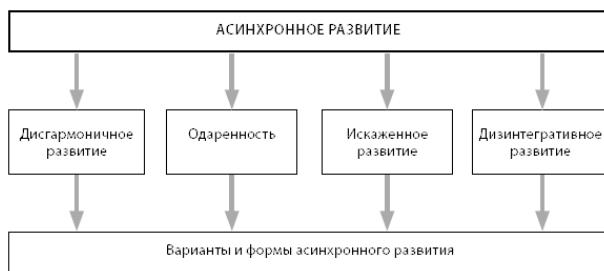 АСИНХРОННОЕ РАЗВИТИЕ
Дисгармоничное
развитие
Одаренность
Искаженное
развитие
Дизинтегративное
развитие
Варианты и формы асинхронного развития